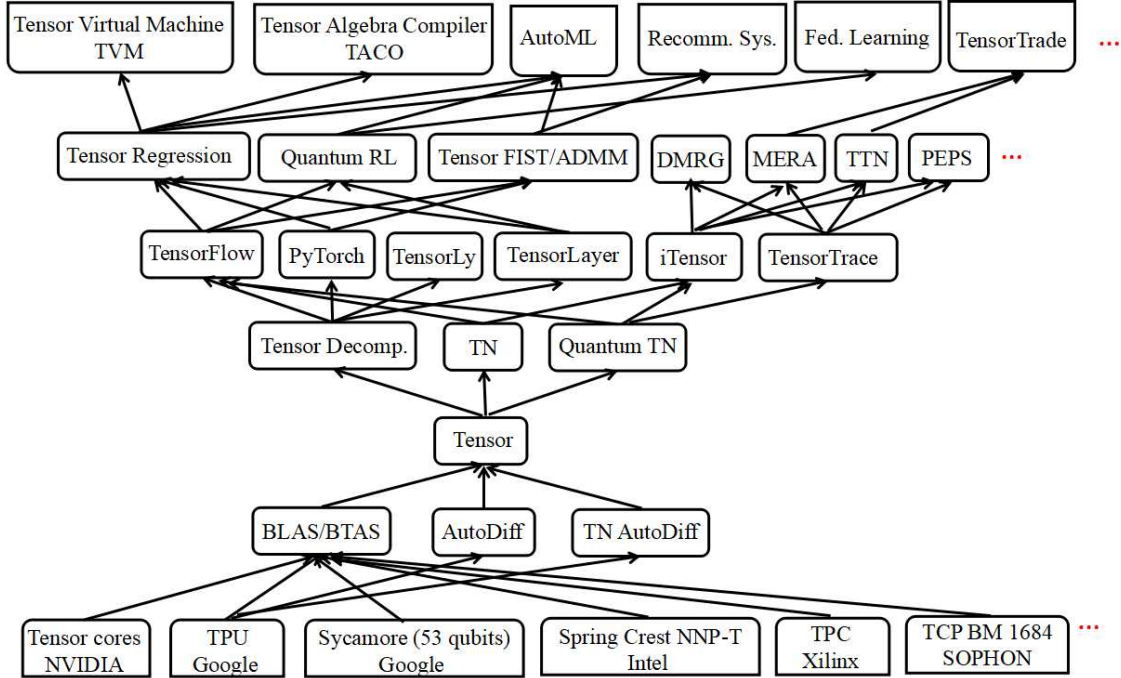 Tensor Virtual Machine
TVM
Tensor Algebra Compiler
TACO
AutoML
Recomm. Sys.
Fed. Learning
TensorTrade
...
Tensor Regression
Quantum RL
Tensor FIST/ADMM
DMRG
MERA
TTN
PEPS
...
TensorFlow
PyTorch
TensorLy
TensorLayer
iTensor
TensorTrace
Tensor Decomp.
TN
Quantum TN
Tensor
BLAS/BTAS
AutoDiff
TN AutoDiff
Tensor cores
NVIDIA
TPU
Google
Sycamore (53 qubits)
Google
Spring Crest NNP-T
Intel
TPC
Xilinx
TCP BM 1684
SOPHON
...